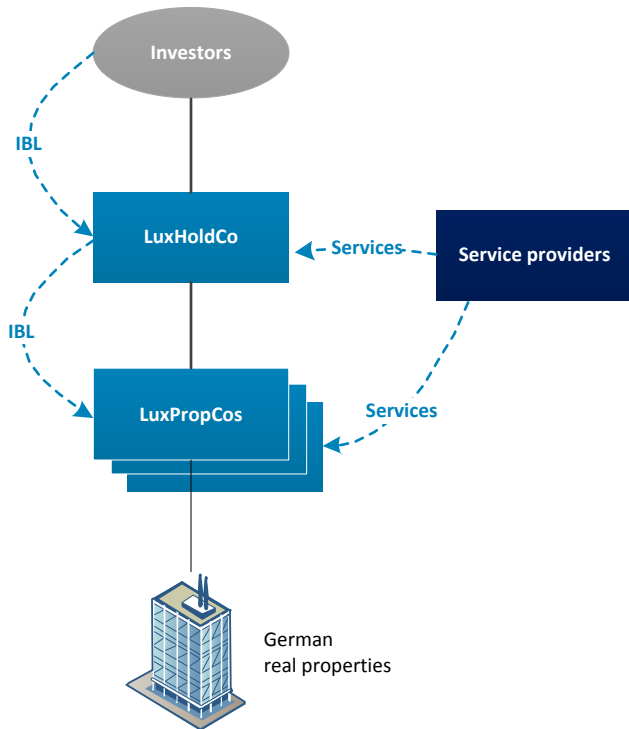 Investors
IBL
LuxHoldCo
Services
Service providers
IBL
LuxPropCos
Services
German
real properties